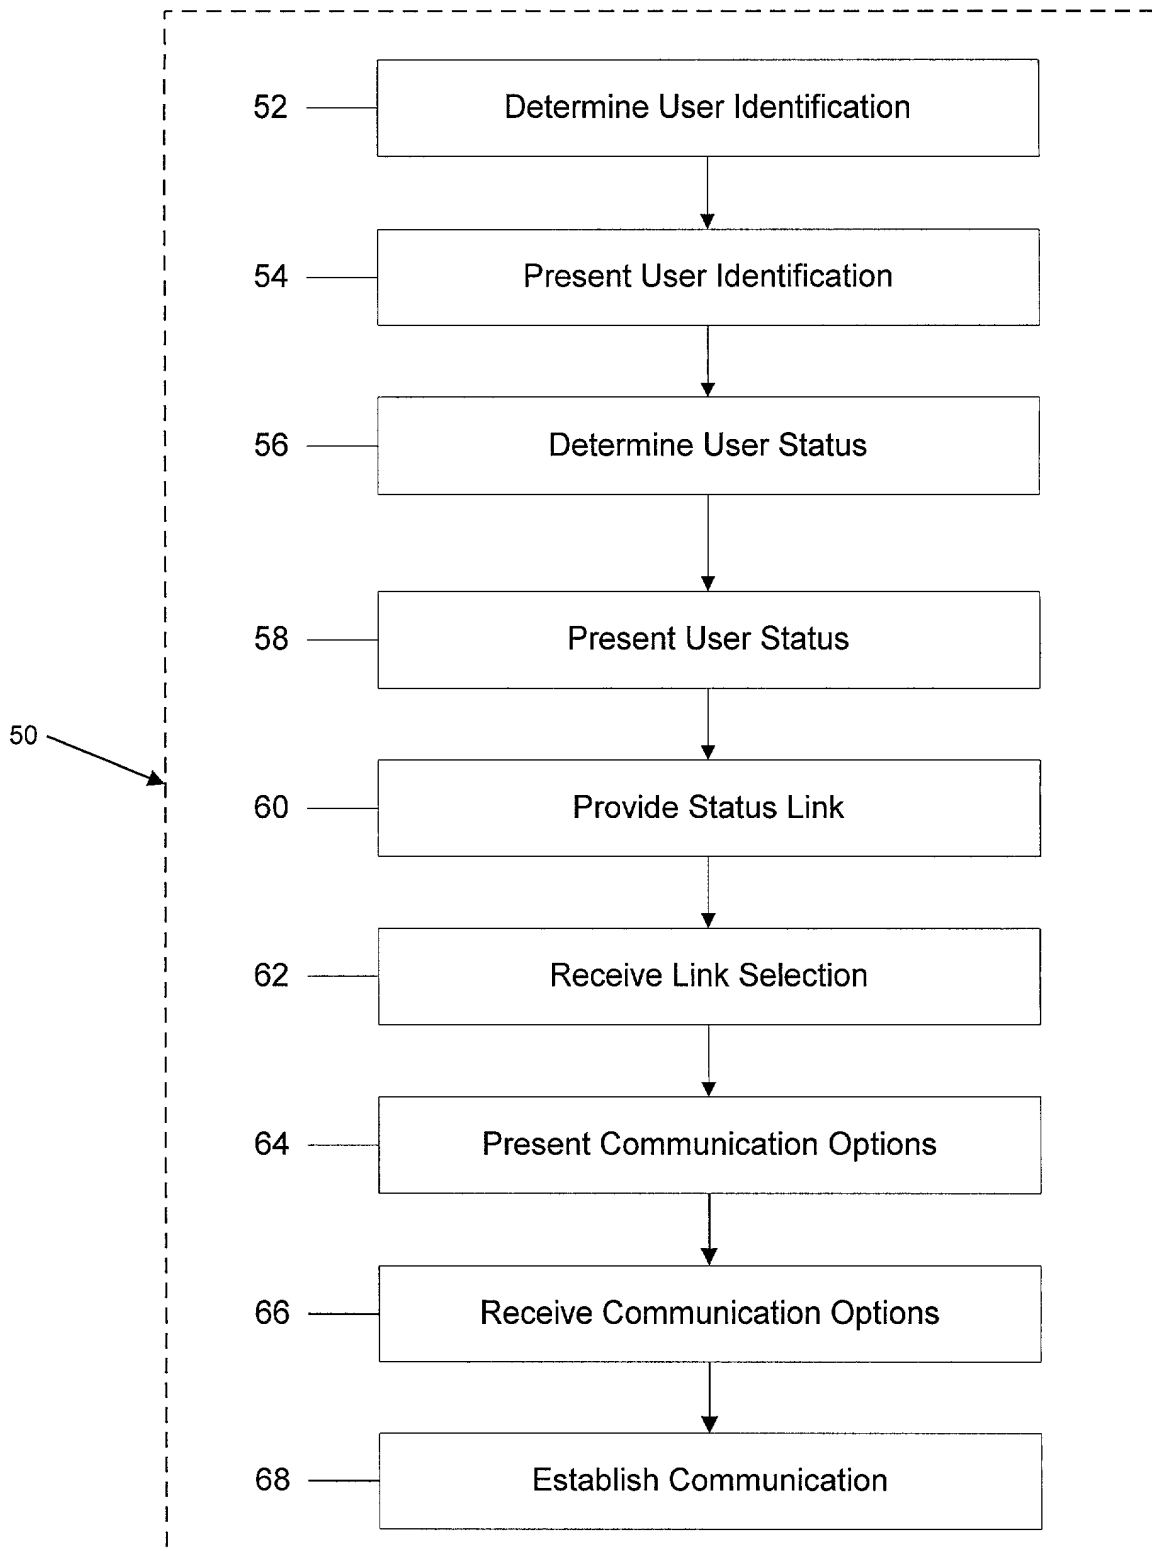 52 Determine User Identification
54 Present User Identification
56 Determine User Status
58 Present User Status
50
60 Provide Status Link
62 Receive Link Selection
64 Present Communication Options
66 Receive Communication Options
68 Establish Communication